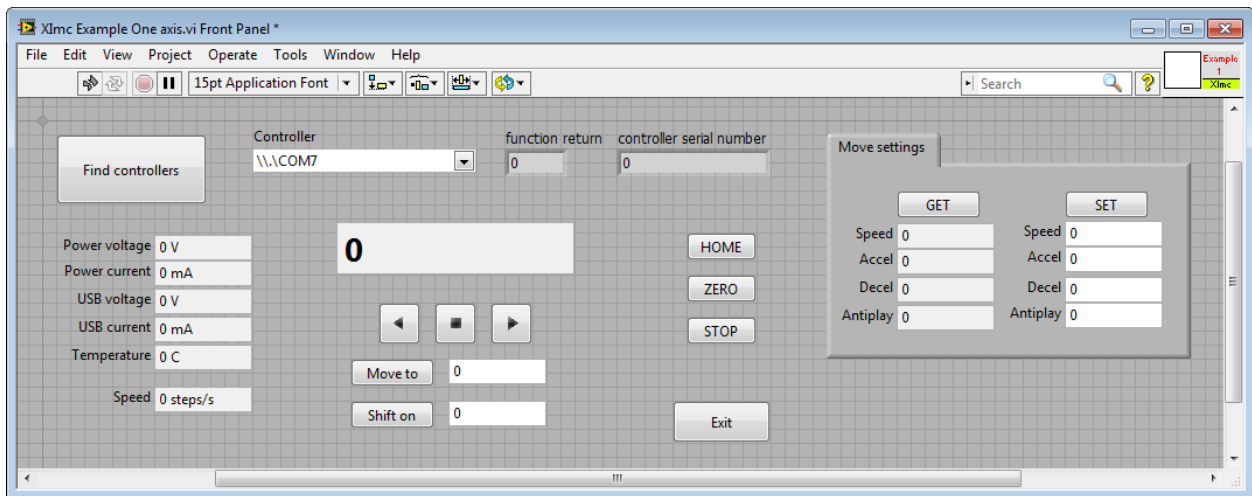 XImc Example One axis.vi Front Panel *
File Edit View Project Operate Tools Window Help
15pt Application Font
Search
?
Example
1
XImc
Find controllers
Controller
\\.\COM7
function return
0
controller serial number
0
Move settings
GET
SET
Speed 0
Speed 0
Accel 0
Accel 0
Decel 0
Decel 0
Antiplay 0
Antiplay 0
Power voltage 0 V
Power current 0 mA
USB voltage 0 V
USB current 0 mA
Temperature 0 C
Speed 0 steps/s
0
Move to 0
Shift on 0
HOME
ZERO
STOP
Exit